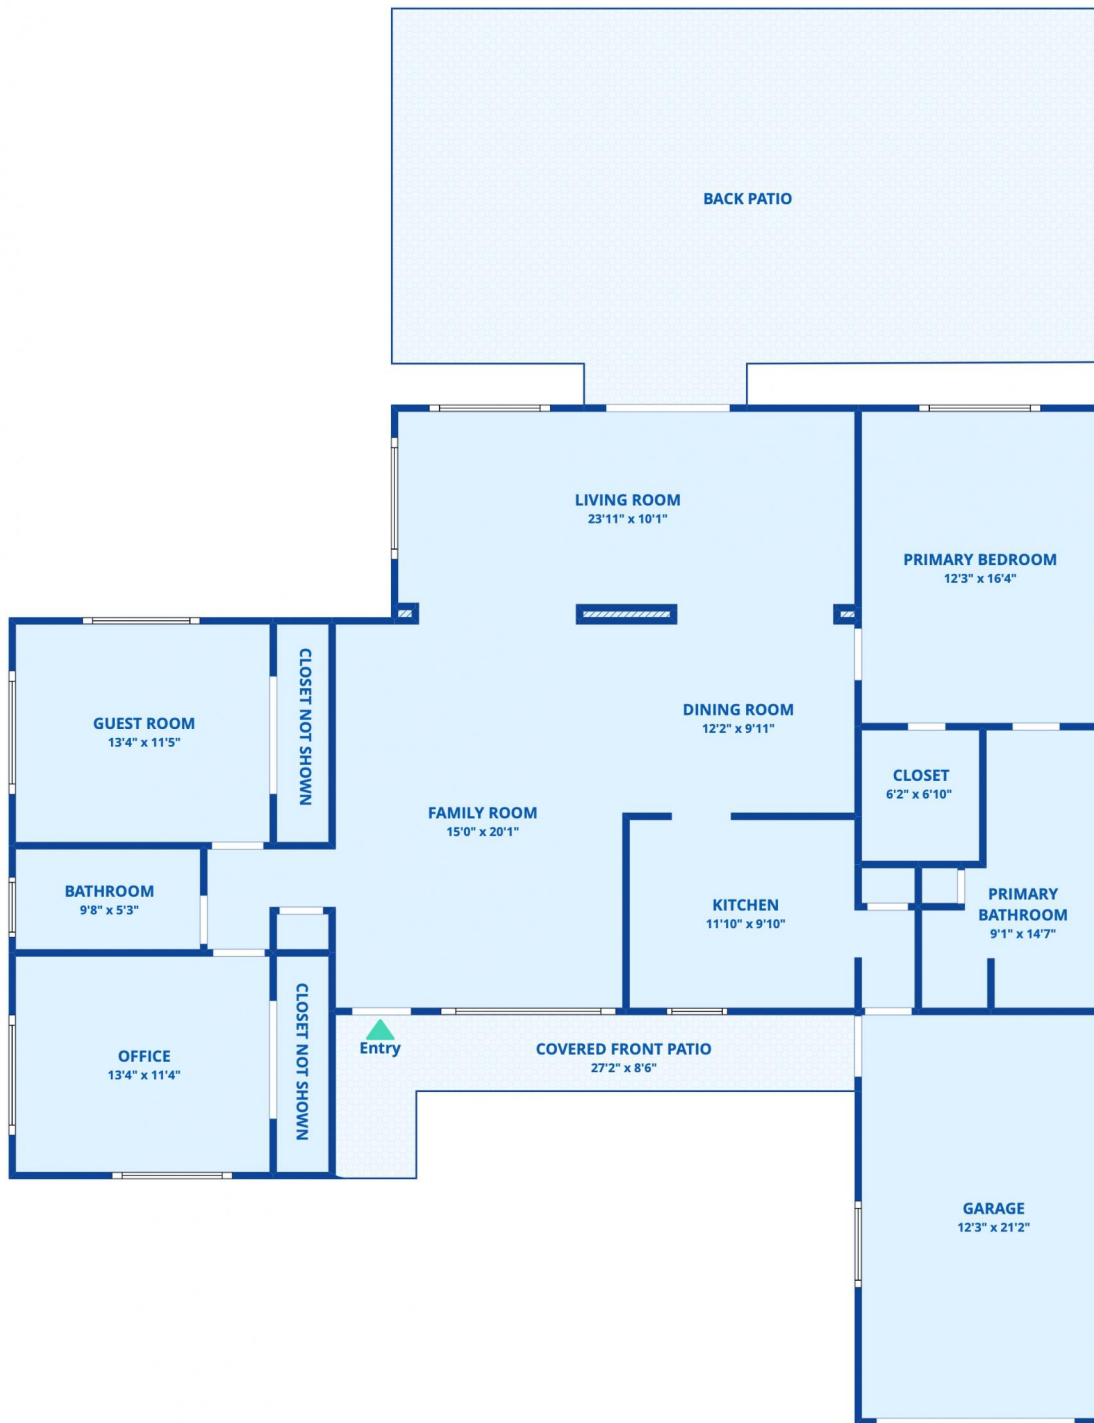 BACK PATIO
LIVING ROOM
23'11" x 10'1"
PRIMARY BEDROOM
12'3" x 16'4"
GUEST ROOM
13'4" x 11'5"
CLOSET NOT SHOWN
DINING ROOM
12'2" x 9'11"
CLOSET
6'2" x 6'10"
FAMILY ROOM
15'0" x 20'1"
BATHROOM
9'8" x 5'3"
KITCHEN
11'10" x 9'10"
PRIMARY
BATHROOM
9'1" x 14'7"
OFFICE
13'4" x 11'4"
CLOSET NOT SHOWN
Entry
COVERED FRONT PATIO
27'2" x 8'6"
GARAGE
12'3" x 21'2"